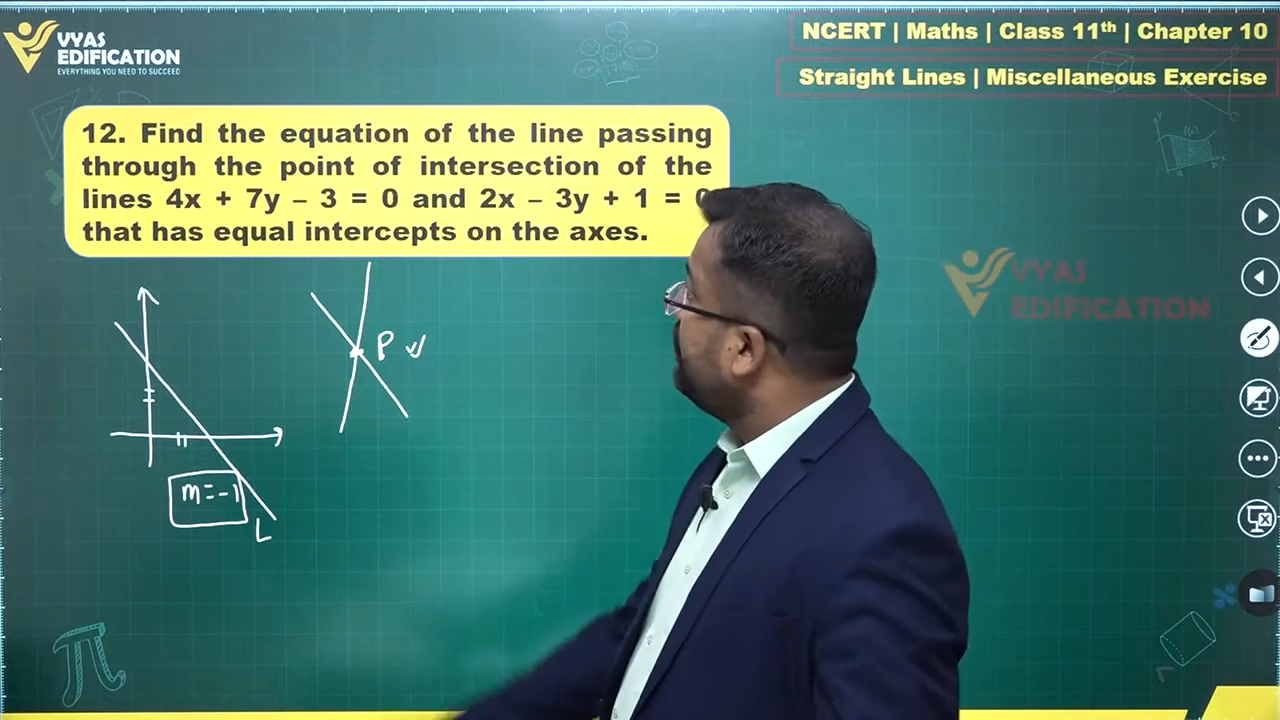 VYAS
EDIFICATION
EVERYTHING YOU NEED TO SUCCEED
NCERT | Maths | Class 11th | Chapter 10
Straight Lines | Miscellaneous Exercise
12. Find the equation of the line passing
through the point of intersection of the
lines 4x + 7y – 3 = 0 and 2x – 3y + 1 = 0
that has equal intercepts on the axes.
VYAS
EDIFICATION
P
m=-1
L
π